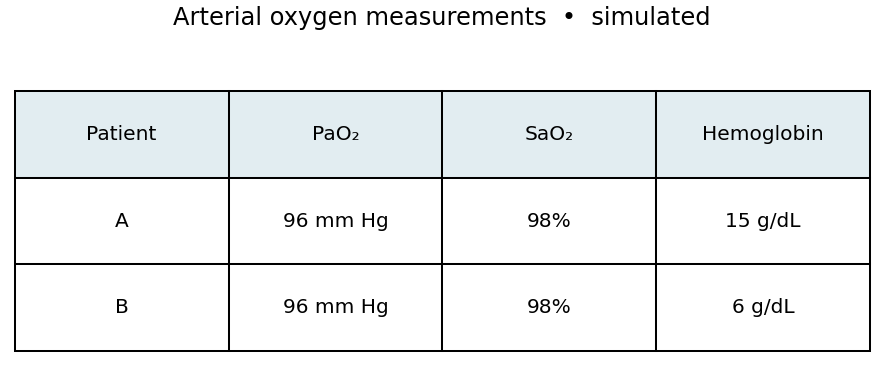 Arterial oxygen measurements • simulated
Patient PaO₂ SaO₂ Hemoglobin
A 96 mm Hg 98% 15 g/dL
B 96 mm Hg 98% 6 g/dL